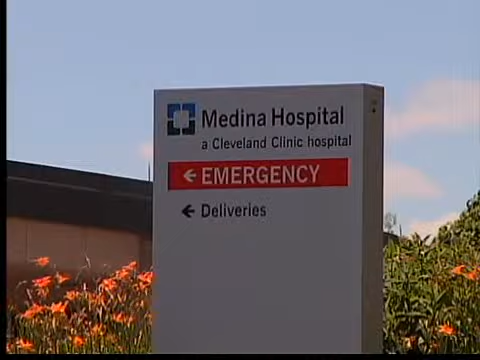 Medina Hospital
a Cleveland Clinic hospital
← EMERGENCY
← Deliveries